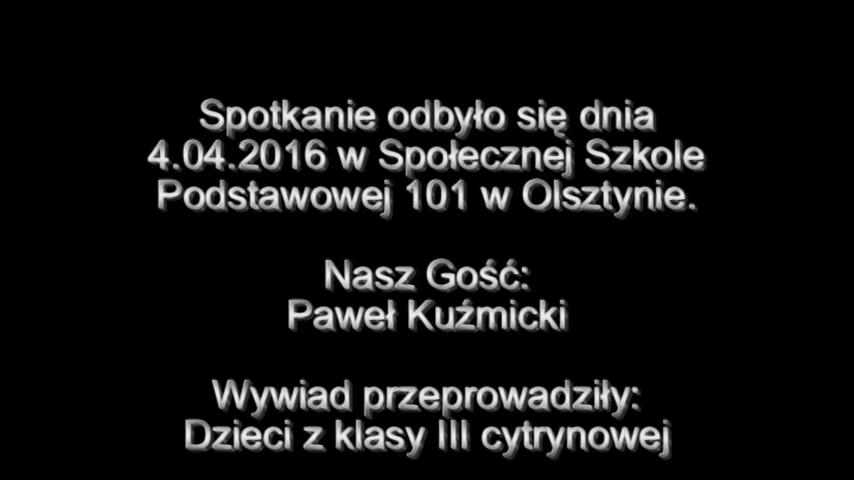 Spotkanie odbyło się dnia
4.04.2016 w Społecznej Szkole
Podstawowej 101 w Olsztynie.
Nasz Gość:
Paweł Kuźmicki
Wywiad przeprowadziły:
Dzieci z klasy III cytrynowej